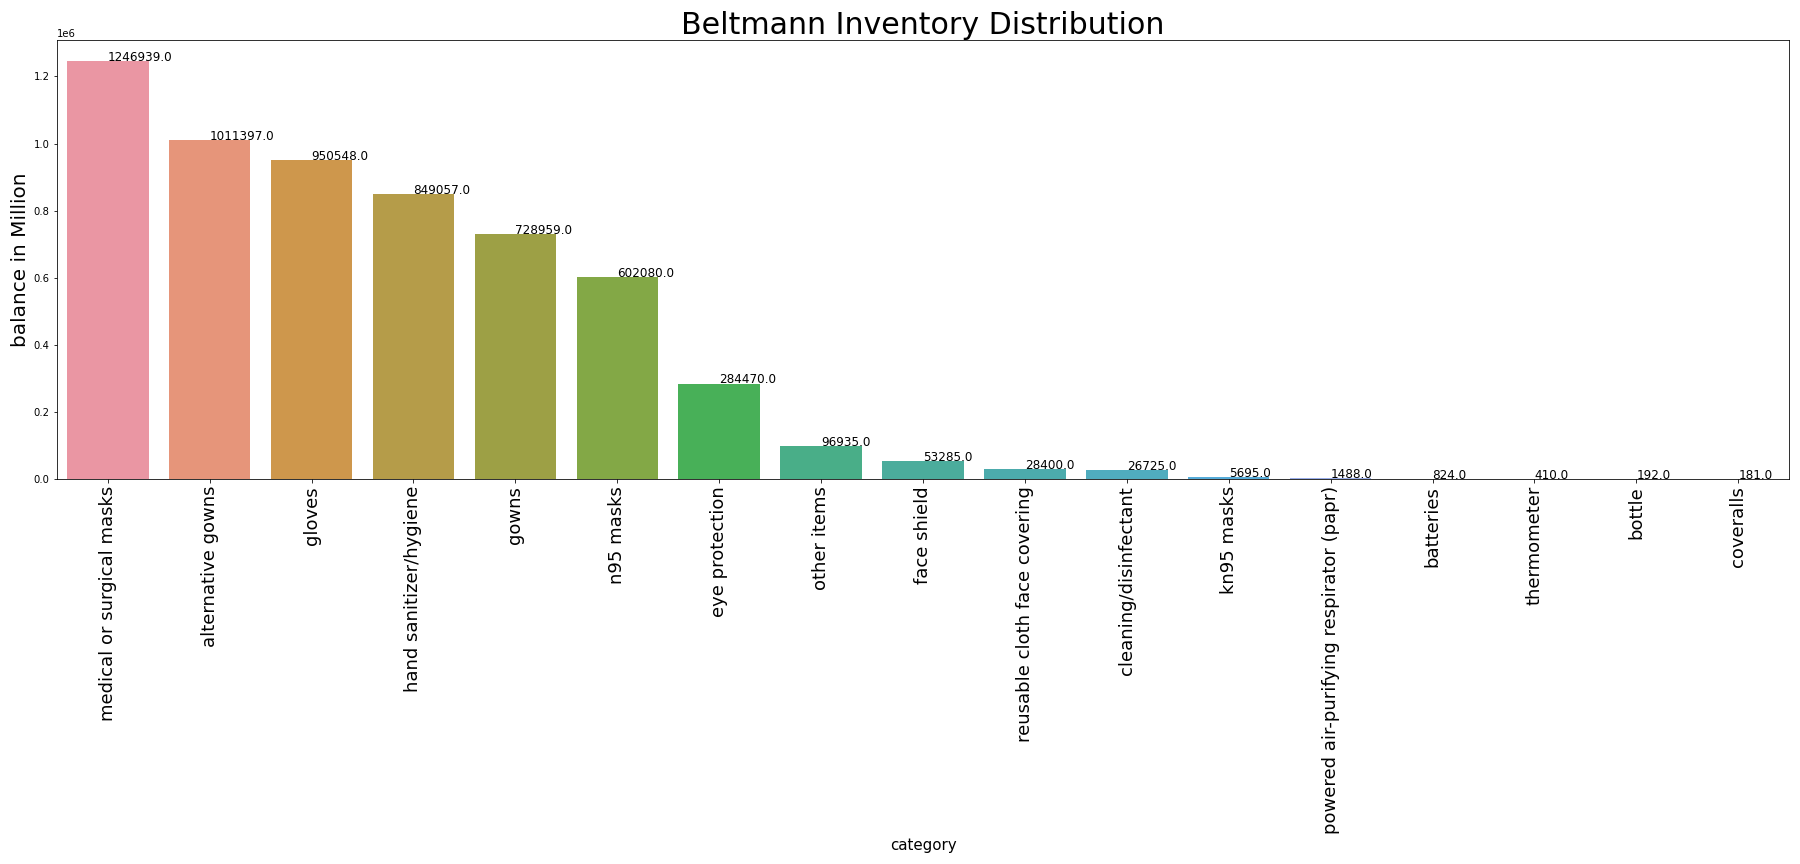 Beltmann Inventory Distribution
1e6
balance in Million
1.2
1.0
0.8
0.6
0.4
0.2
0.0
1246939.0
1011397.0
950548.0
849057.0
728959.0
602080.0
284470.0
96935.0
53285.0
28400.0
26725.0
5695.0
1488.0
824.0
410.0
192.0
181.0
medical or surgical masks
alternative gowns
gloves
hand sanitizer/hygiene
gowns
n95 masks
eye protection
other items
face shield
reusable cloth face covering
cleaning/disinfectant
kn95 masks
powered air-purifying respirator (papr)
batteries
thermometer
bottle
coveralls
category